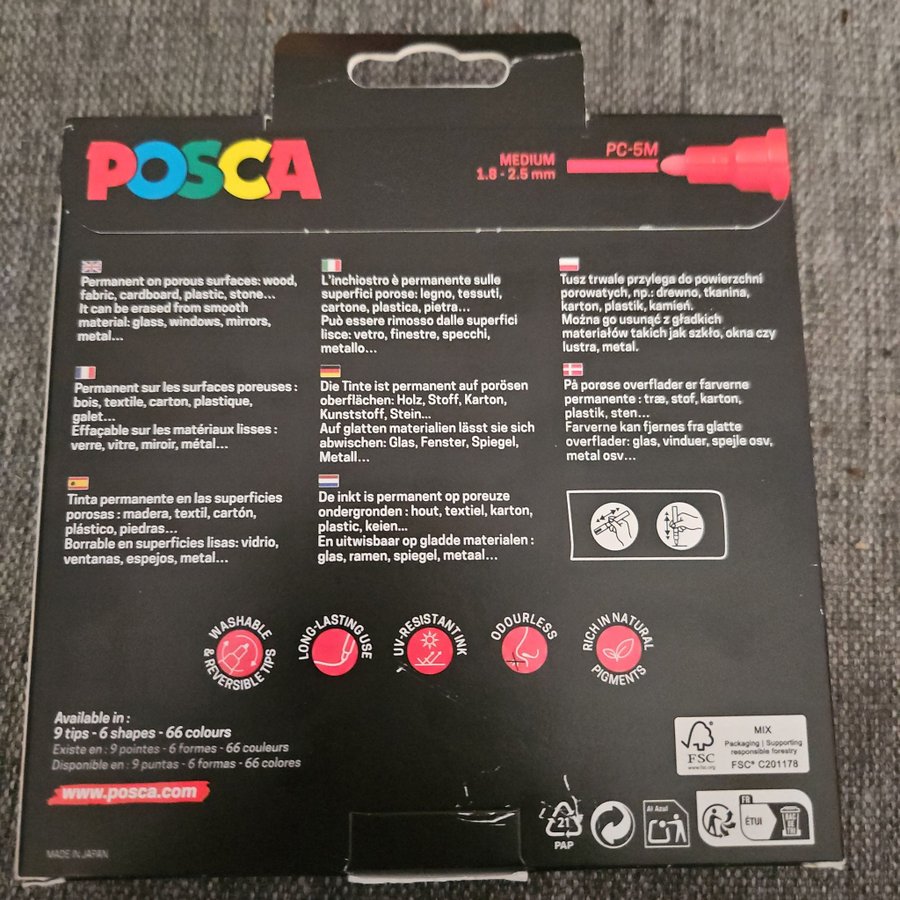 POSCA
MEDIUM
1.8 - 2.5 mm
PC-5M
Permanent on porous surfaces: wood,
fabric, cardboard, plastic, stone...
It can be erased from smooth
material: glass, windows, mirrors,
metal...
L'inchiostro è permanente sulle
superfici porose: legno, tessuti,
cartone, plastica, pietra...
Può essere rimosso dalle superfici
lisce: vetro, finestre, specchi,
metallo...
Tusz trwale przylega do powierzchni
porowatych, np.: drewno, tkanina,
karton, plastik, kamień.
Można go usunąć z gładkich
materiałów takich jak szkło, okna czy
lustra, metal.
Permanent sur les surfaces poreuses :
bois, textile, carton, plastique,
galet...
Effaçable sur les matériaux lisses :
verre, vitre, miroir, métal...
Die Tinte ist permanent auf porösen
oberflächen: Holz, Stoff, Karton,
Kunststoff, Stein...
Auf glatten materialien lässt sie sich
abwischen: Glas, Fenster, Spiegel,
Metall...
På porøse overflader er farverne
permanente : træ, stof, karton,
plastik, sten...
Farverne kan fjernes fra glatte
overflader: glas, vinduer, spejle osv,
metal osv...
Tinta permanente en las superficies
porosas : madera, textil, cartón,
plástico, piedras...
Borrable en superficies lisas: vidrio,
ventanas, espejos, metal...
De inkt is permanent op poreuze
ondergronden : hout, textiel, karton,
plastic, keien...
En uitwisbaar op gladde materialen :
glas, ramen, spiegel, metaal...
WASHABLE
& REVERSIBLE TIPS
LONG-LASTING USE
UV-RESISTANT INK
ODOURLESS
RICH IN NATURAL
PIGMENTS
Available in :
9 tips - 6 shapes - 66 colours
Existe en : 9 pointes - 6 formes - 66 couleurs
Disponible en : 9 puntas - 6 formas - 66 colores
www.posca.com
MADE IN JAPAN
FSC
www.fsc.org
MIX
Packaging | Supporting
responsible forestry
FSC® C201178
21
PAP
Al Azul
FR
ÉTUI
BAC
DE TRI